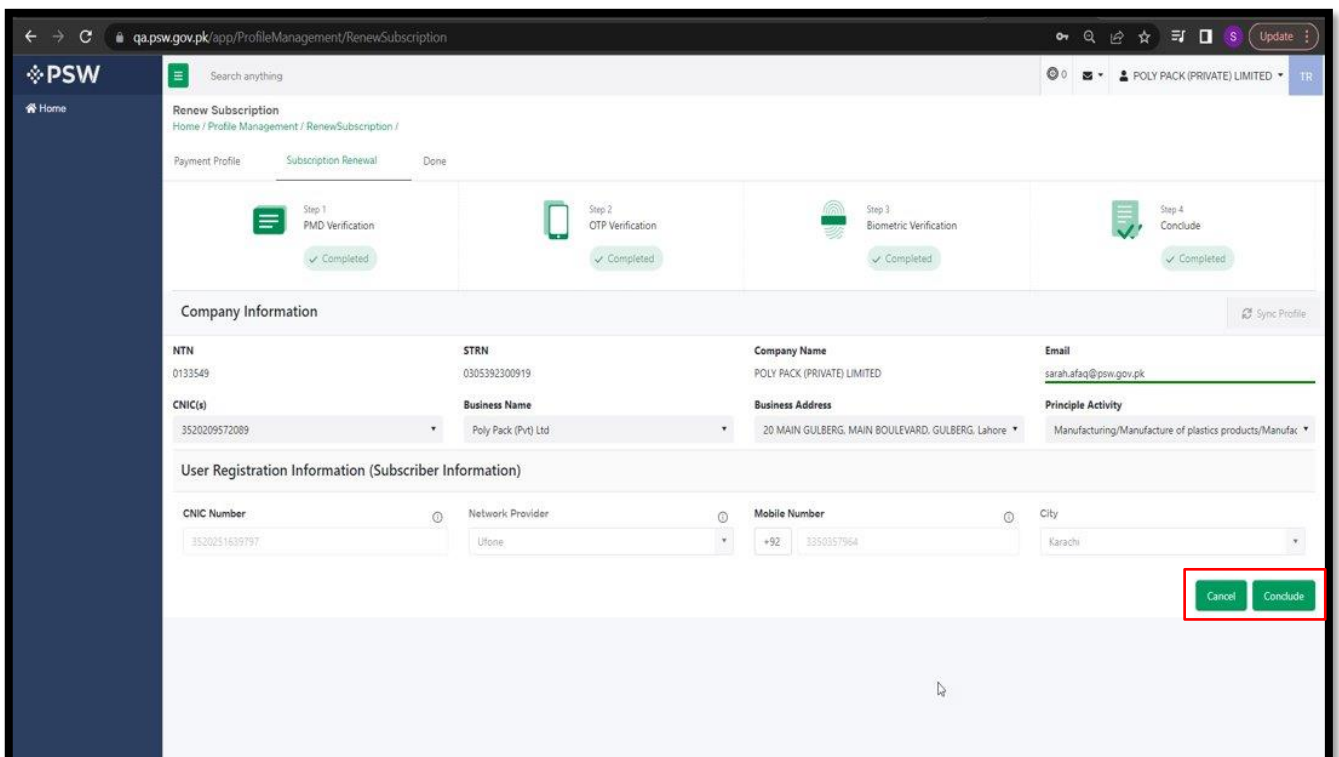 qa.psw.gov.pk/app/ProfileManagement/RenewSubscription
S Update
PSW
Search anything
0 POLY PACK (PRIVATE) LIMITED TR
Home
Renew Subscription
Home / Profile Management / RenewSubscription /
Payment Profile Subscription Renewal Done
Step 1 Step 2 Step 3 Step 4
PMD Verification OTP Verification Biometric Verification Conclude
Completed Completed Completed Completed
Company Information Sync Profile
NTN STRN Company Name Email
0133549 0305392300919 POLY PACK (PRIVATE) LIMITED sarah.afaq@psw.gov.pk
CNIC(s) Business Name Business Address Principle Activity
3520209572089 Poly Pack (Pvt) Ltd 20 MAIN GULBERG, MAIN BOULEVARD, GULBERG, Lahore Manufacturing/Manufacture of plastics products/Manufac
User Registration Information (Subscriber Information)
CNIC Number Network Provider Mobile Number City
3520251639797 Ufone +92 3350357964 Karachi
Cancel Conclude